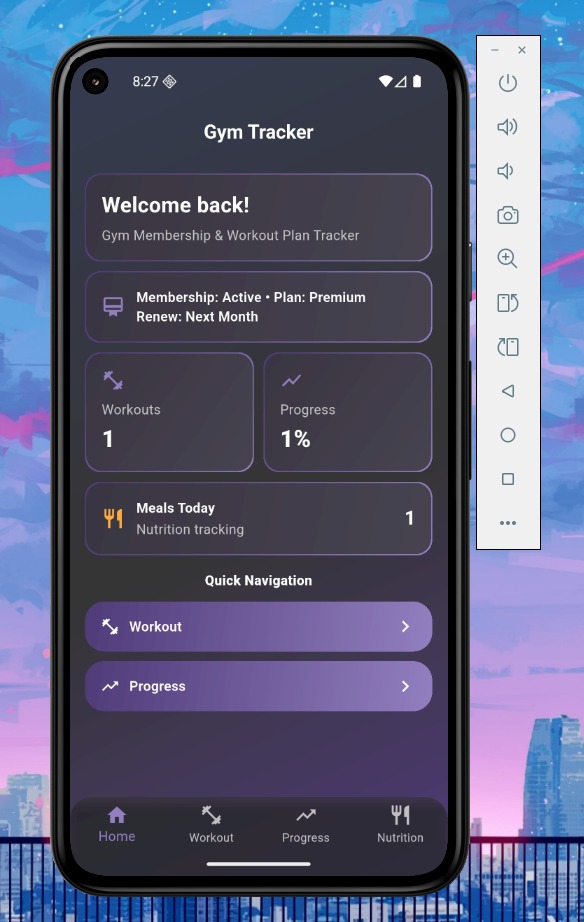 8:27
Gym Tracker
Welcome back!
Gym Membership & Workout Plan Tracker
Membership: Active • Plan: Premium
Renew: Next Month
Workouts
1
Progress
1%
Meals Today
Nutrition tracking
1
Quick Navigation
Workout
Progress
Home
Workout
Progress
Nutrition